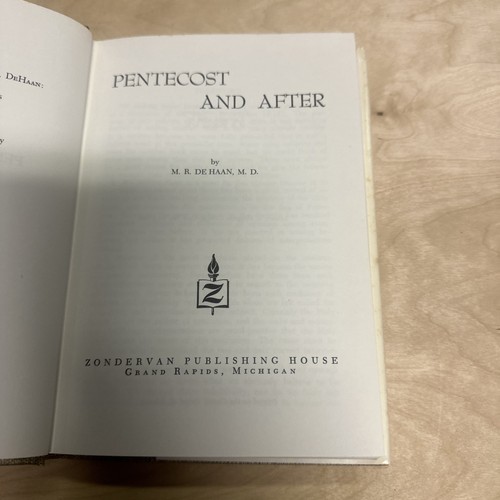 DEHAAN:
s
y
PENTECOST
AND AFTER
by
M. R. DE HAAN, M. D.
Z
ZONDERVAN PUBLISHING HOUSE
GRAND RAPIDS, MICHIGAN